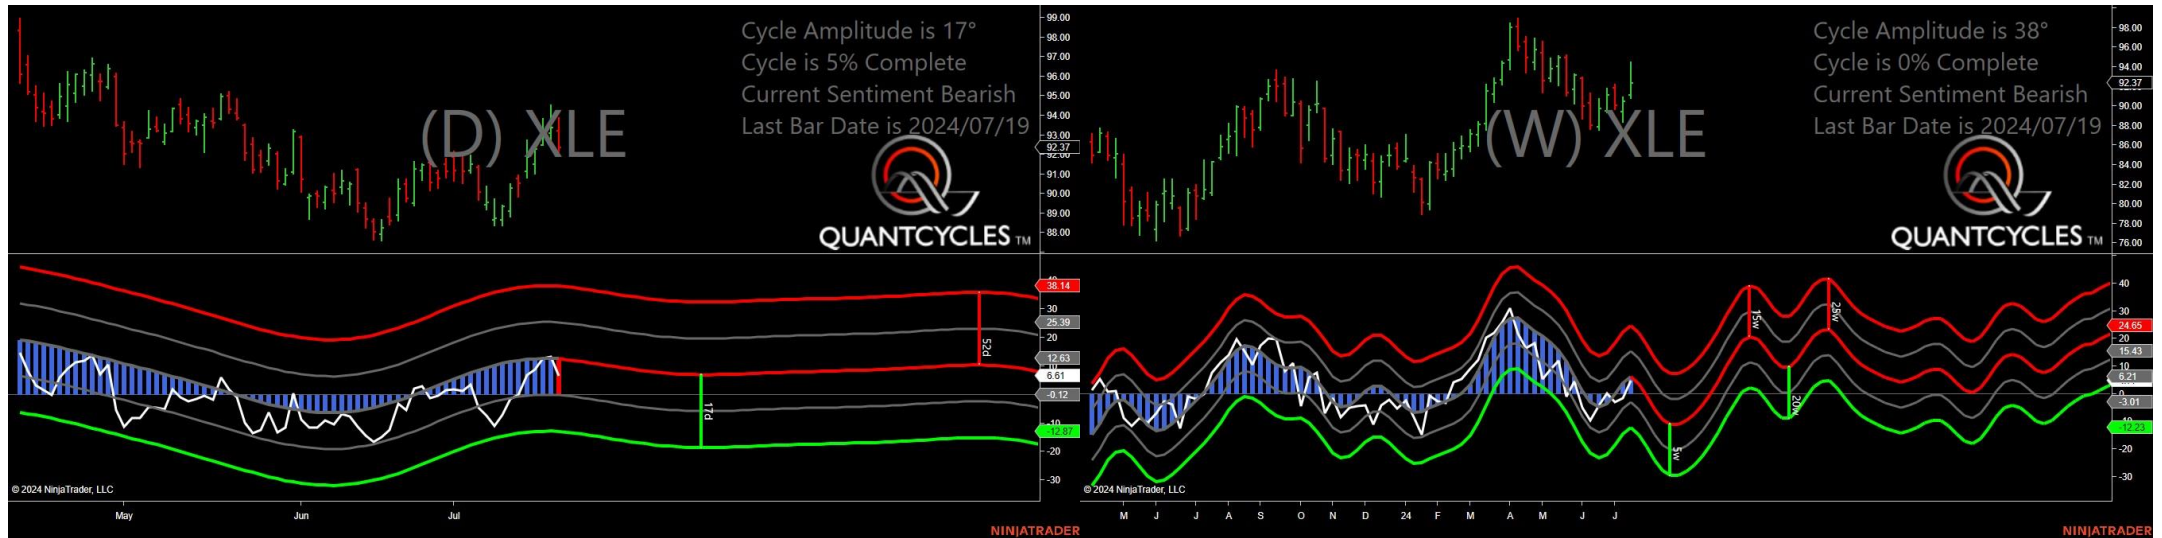 Cycle Amplitude is 17°
Cycle is 5% Complete
Current Sentiment Bearish
Last Bar Date is 2024/07/19
(D) XLE
QUANTCYCLES TM
99.00
98.00
97.00
96.00
95.00
94.00
93.00
92.37
92.00
91.00
90.00
89.00
88.00
38.14
30
25.39
20
12.63
6.61
-0.12
-10
-12.87
-20
-30
52d
17d
© 2024 NinjaTrader, LLC
May
Jun
Jul
NINJATRADER
Cycle Amplitude is 38°
Cycle is 0% Complete
Current Sentiment Bearish
Last Bar Date is 2024/07/19
(W) XLE
QUANTCYCLES TM
98.00
96.00
94.00
92.37
90.00
88.00
86.00
84.00
82.00
80.00
78.00
76.00
40
30
24.65
20
15.43
10
6.21
0
-3.01
-10
-12.23
-20
-30
15w
28w
20w
5w
© 2024 NinjaTrader, LLC
M
J
J
A
S
O
N
D
24
F
M
A
M
J
J
NINJATRADER